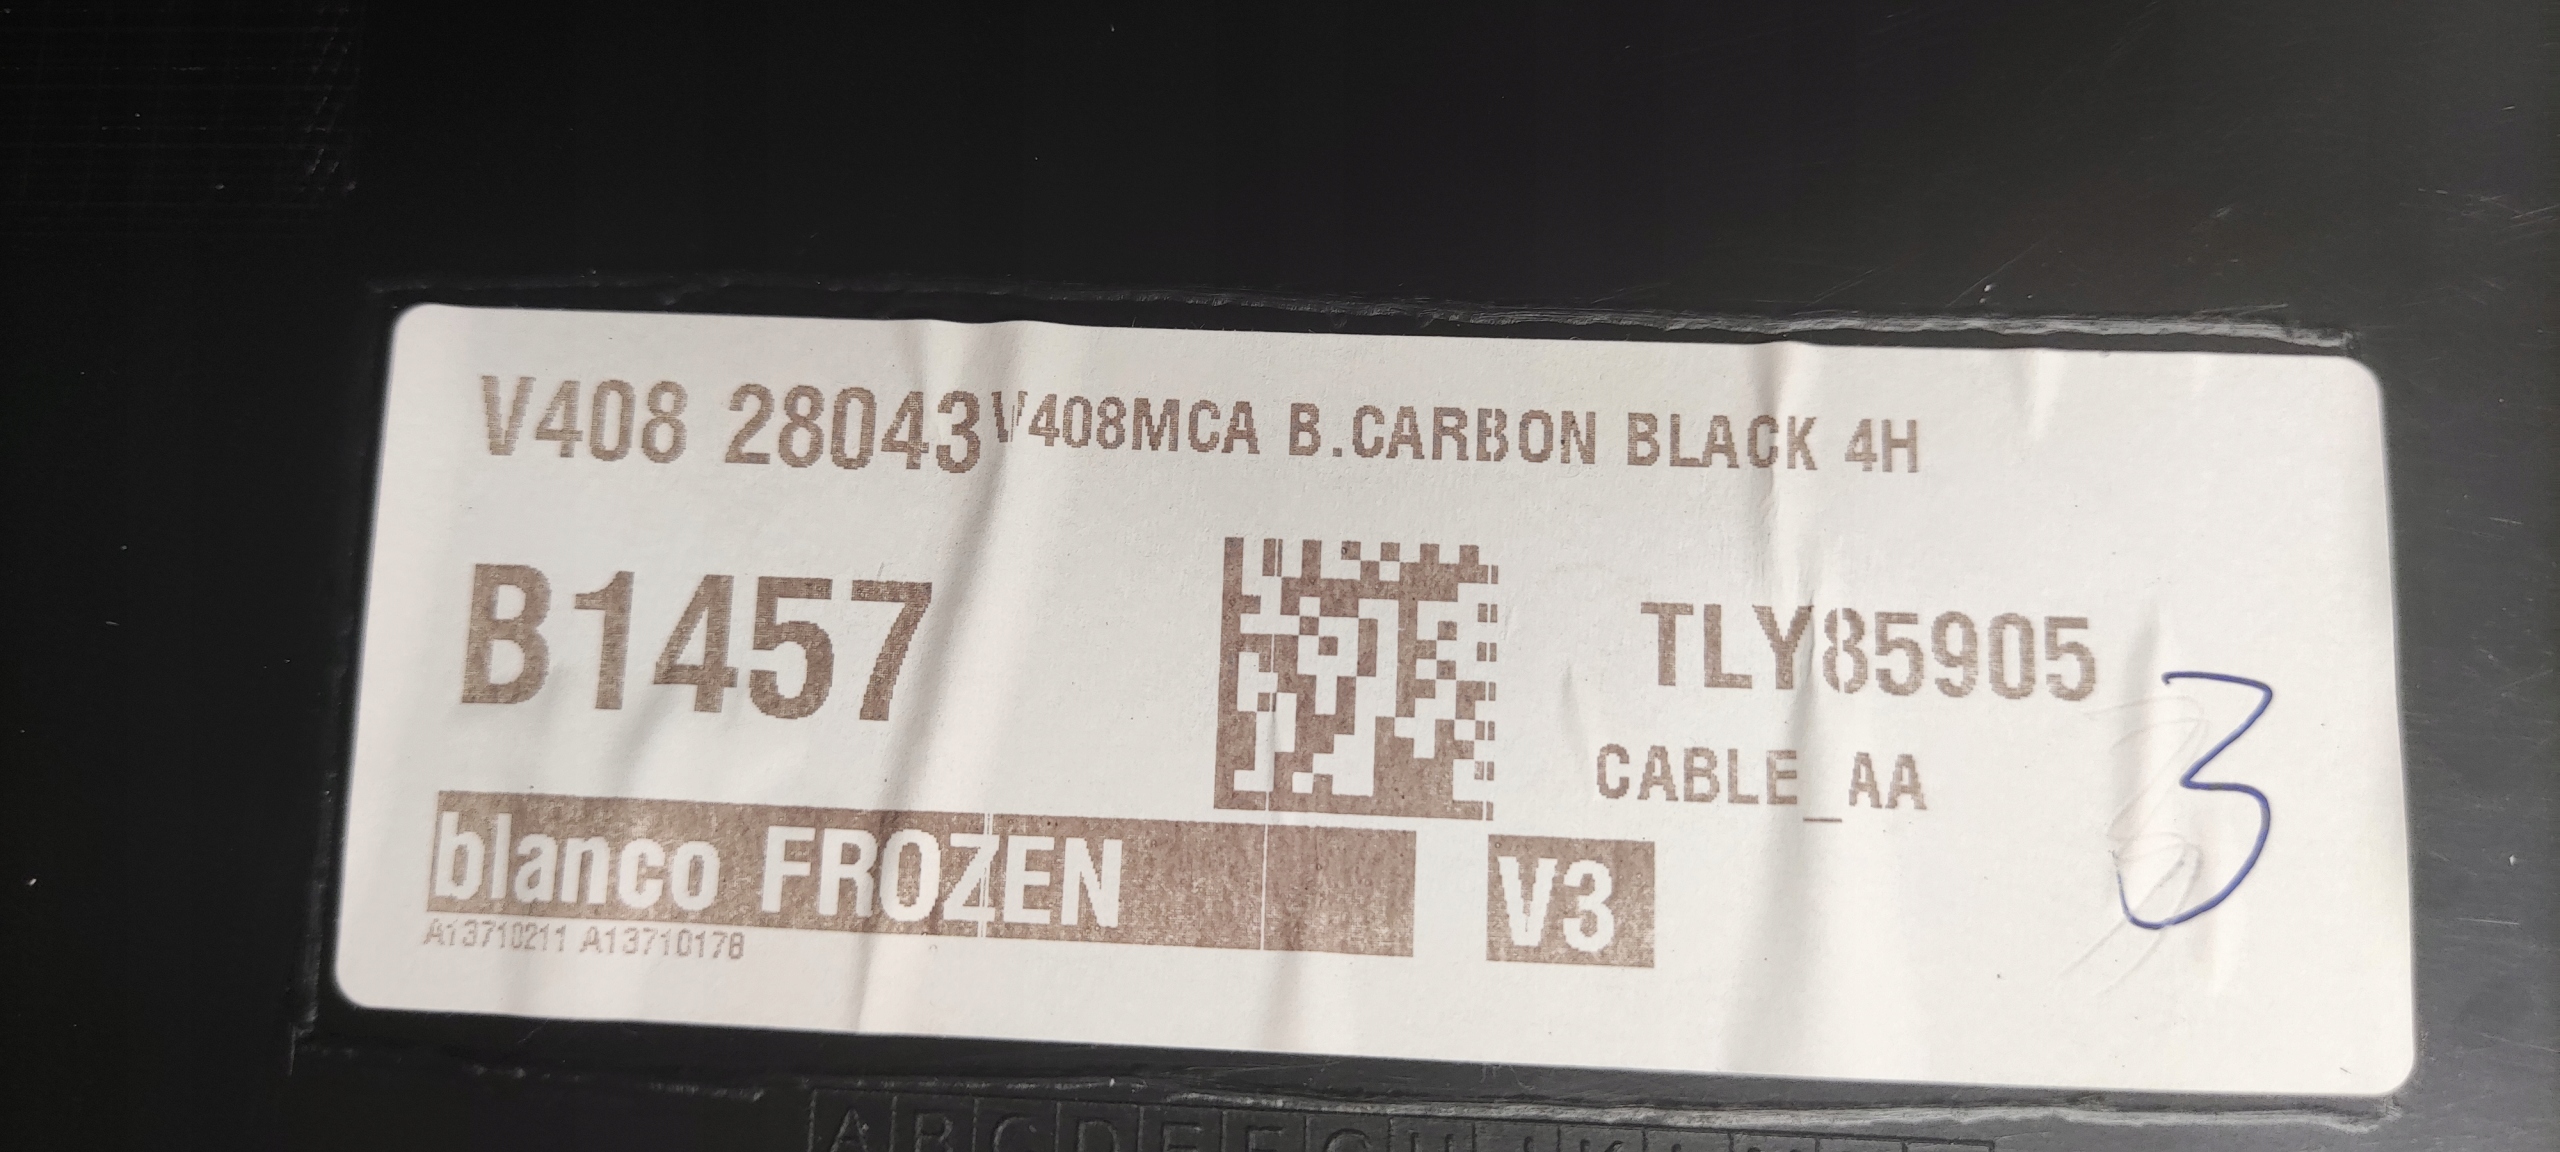 V408 28043 V408MCA B.CARBON BLACK 4H
B1457
TLY85905
3
CABLE_AA
blanco FROZEN
V3
A13710211 A13710178
A B C D E F G H I J K L